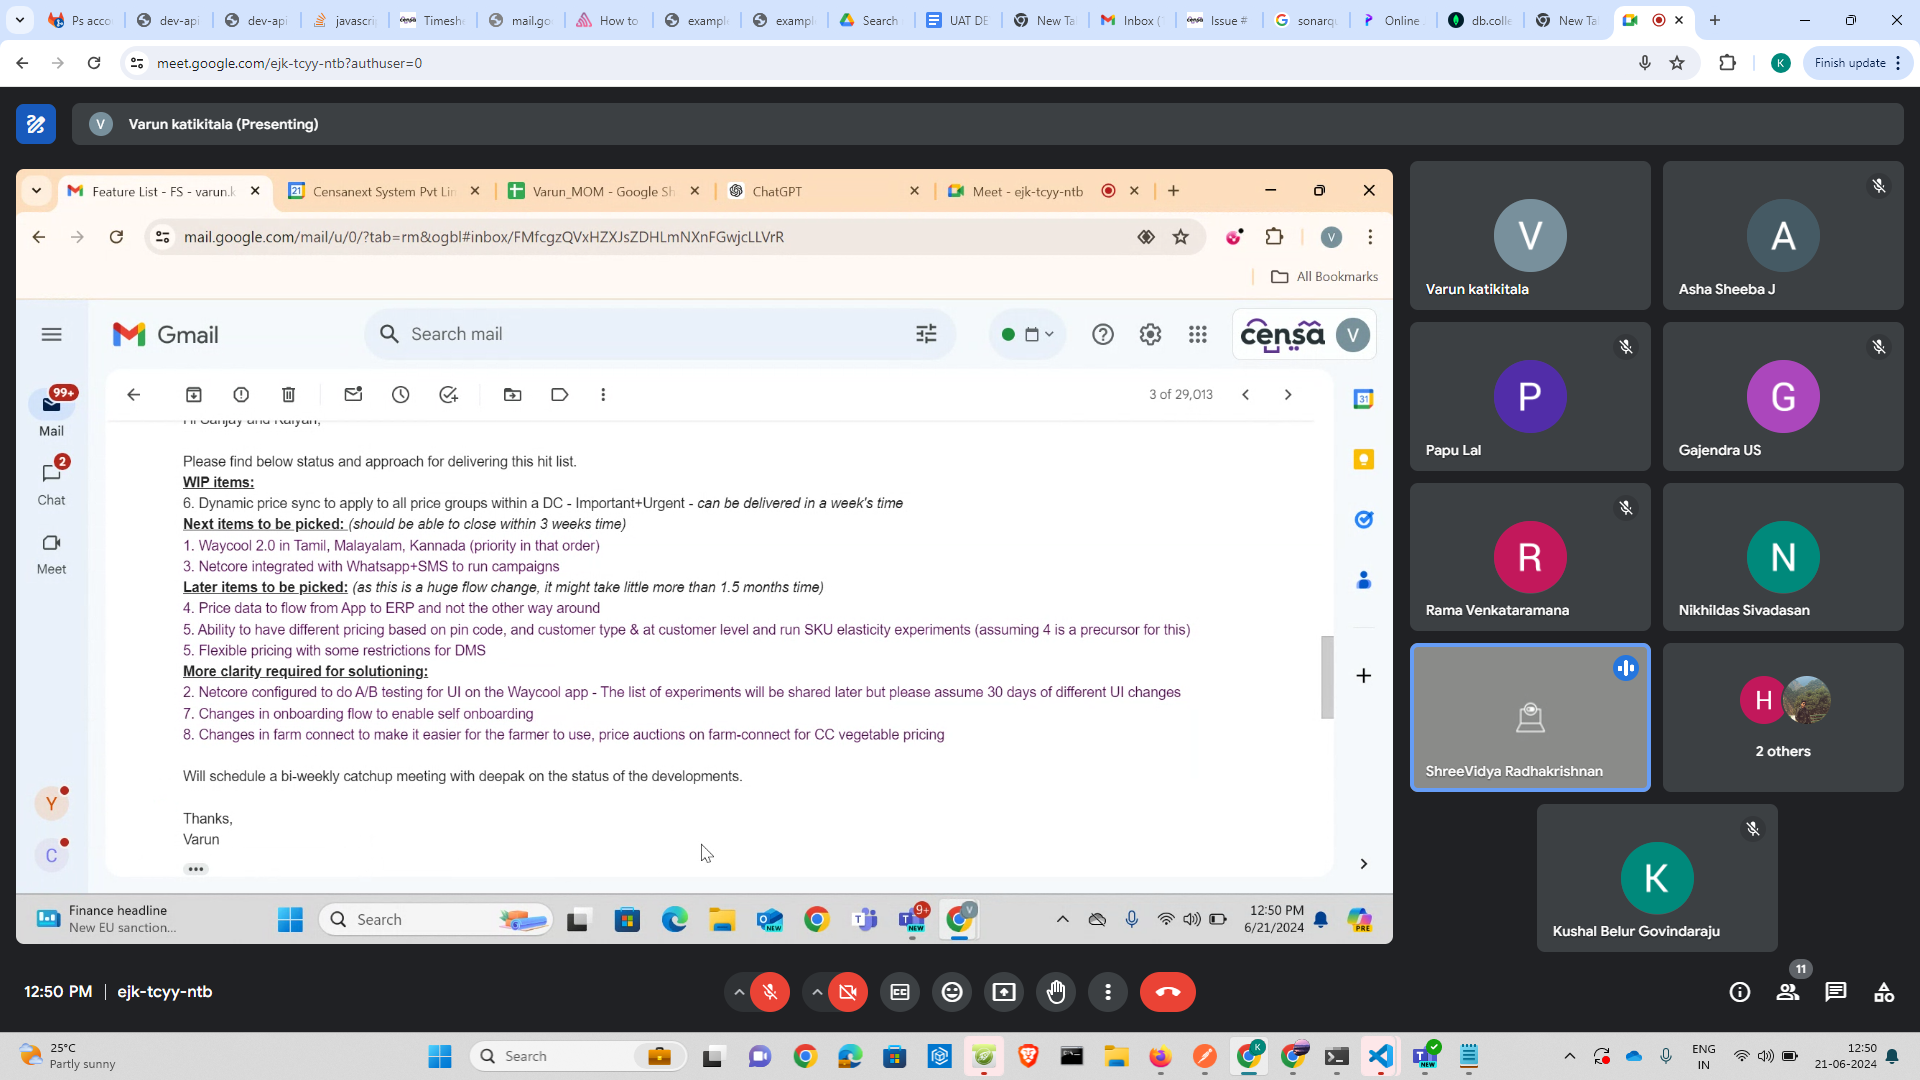 Ps acco
dev-api
dev-api
javascri
Timeshe
mail.go
How to
exampl
exampl
Search
UAT DE
New Ta
Inbox (
Issue #
sonarqu
Online
db.colle
New Ta
meet.google.com/ejk-tcyy-ntb?authuser=0
K
Finish update
V
Varun katikitala (Presenting)
Feature List - FS - varun.k
Censanext System Pvt Lin
Varun_MOM - Google Sh
ChatGPT
Meet - ejk-tcyy-ntb
mail.google.com/mail/u/0/?tab=rm&ogbl#inbox/FMfcgzQVxHZXJsZDHLmNXnFGwjcLLVrR
V
All Bookmarks
Gmail
Search mail
censa
V
99+
Mail
2
Chat
Meet
Y
C
3 of 29,013
Hi Sanjay and Kalyan,
Please find below status and approach for delivering this hit list.
WIP items:
6. Dynamic price sync to apply to all price groups within a DC - Important+Urgent - can be delivered in a week's time
Next items to be picked: (should be able to close within 3 weeks time)
1. Waycool 2.0 in Tamil, Malayalam, Kannada (priority in that order)
3. Netcore integrated with Whatsapp+SMS to run campaigns
Later items to be picked: (as this is a huge flow change, it might take little more than 1.5 months time)
4. Price data to flow from App to ERP and not the other way around
5. Ability to have different pricing based on pin code, and customer type & at customer level and run SKU elasticity experiments (assuming 4 is a precursor for this)
5. Flexible pricing with some restrictions for DMS
More clarity required for solutioning:
2. Netcore configured to do A/B testing for UI on the Waycool app - The list of experiments will be shared later but please assume 30 days of different UI changes
7. Changes in onboarding flow to enable self onboarding
8. Changes in farm connect to make it easier for the farmer to use, price auctions on farm-connect for CC vegetable pricing
Will schedule a bi-weekly catchup meeting with deepak on the status of the developments.
Thanks,
Varun
31
Finance headline
New EU sanction...
Search
NEW
9+
NEW
V
12:50 PM
6/21/2024
PRE
V
Varun katikitala
A
Asha Sheeba J
P
Papu Lal
G
Gajendra US
R
Rama Venkataramana
N
Nikhildas Sivadasan
ShreeVidya Radhakrishnan
H
2 others
K
Kushal Belur Govindaraju
12:50 PM | ejk-tcyy-ntb
11
25°C
Partly sunny
Search
K
NEW
ENG
IN
12:50
21-06-2024